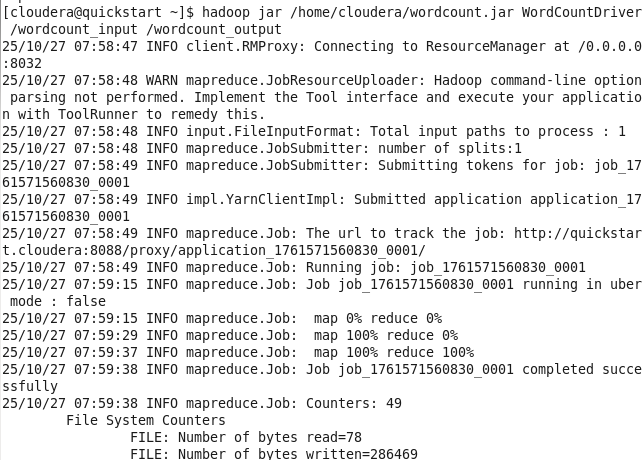 [cloudera@quickstart ~]$ hadoop jar /home/cloudera/wordcount.jar WordCountDriver
 /wordcount_input /wordcount_output
25/10/27 07:58:47 INFO client.RMProxy: Connecting to ResourceManager at /0.0.0.0
:8032
25/10/27 07:58:48 WARN mapreduce.JobResourceUploader: Hadoop command-line option
 parsing not performed. Implement the Tool interface and execute your applicatio
n with ToolRunner to remedy this.
25/10/27 07:58:48 INFO input.FileInputFormat: Total input paths to process : 1
25/10/27 07:58:48 INFO mapreduce.JobSubmitter: number of splits:1
25/10/27 07:58:49 INFO mapreduce.JobSubmitter: Submitting tokens for job: job_17
61571560830_0001
25/10/27 07:58:49 INFO impl.YarnClientImpl: Submitted application application_17
61571560830_0001
25/10/27 07:58:49 INFO mapreduce.Job: The url to track the job: http://quickstar
t.cloudera:8088/proxy/application_1761571560830_0001/
25/10/27 07:58:49 INFO mapreduce.Job: Running job: job_1761571560830_0001
25/10/27 07:59:15 INFO mapreduce.Job: Job job_1761571560830_0001 running in uber
 mode : false
25/10/27 07:59:15 INFO mapreduce.Job:  map 0% reduce 0%
25/10/27 07:59:29 INFO mapreduce.Job:  map 100% reduce 0%
25/10/27 07:59:37 INFO mapreduce.Job:  map 100% reduce 100%
25/10/27 07:59:38 INFO mapreduce.Job: Job job_1761571560830_0001 completed succe
ssfully
25/10/27 07:59:38 INFO mapreduce.Job: Counters: 49
        File System Counters
                FILE: Number of bytes read=78
                FILE: Number of bytes written=286469